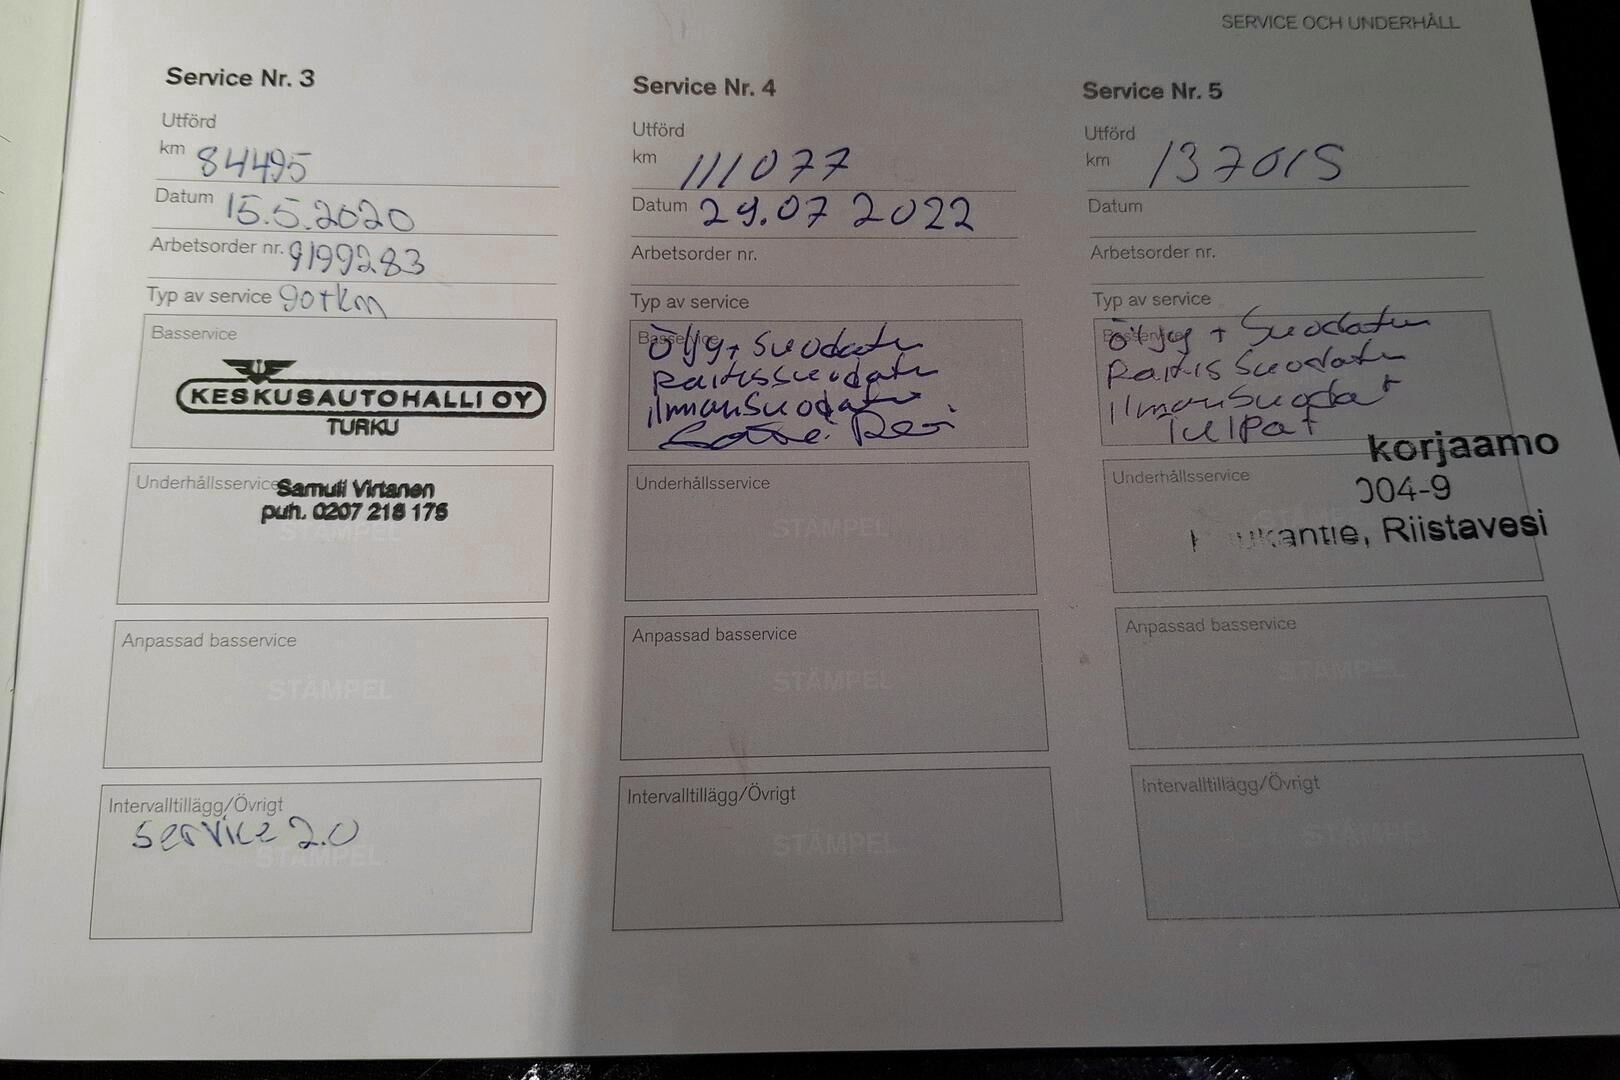 SERVICE OCH UNDERHÅLL
Service Nr. 3
Utförd
km 84495
Datum 15.5.2020
Arbetsorder nr. 9199283
Typ av service 90tkm
Basservice
KESKUSAUTOHALLI OY
TURKU
Underhållsservice
Samuli Virtanen
puh. 0207 218 176
STÄMPEL
Anpassad basservice
STÄMPEL
Intervalltillägg/Övrigt
Service 2.0
STÄMPEL
Service Nr. 4
Utförd
km 111077
Datum 29.07 2022
Arbetsorder nr.
Typ av service
Basservice
Öljy+ Suodatin
Raitissuodatin
ilmansuodatin
Underhållsservice
STÄMPEL
Anpassad basservice
STÄMPEL
Intervalltillägg/Övrigt
STÄMPEL
Service Nr. 5
Utförd
km 137015
Datum
Arbetsorder nr.
Typ av service
Basservice
Öljy + Suodatin
Raitis Suodatin
ilmansuodat
Tulpat
korjaamo
Underhållsservice
004-9
Riistavesi
Anpassad basservice
STÄMPEL
Intervalltillägg/Övrigt
STÄMPEL